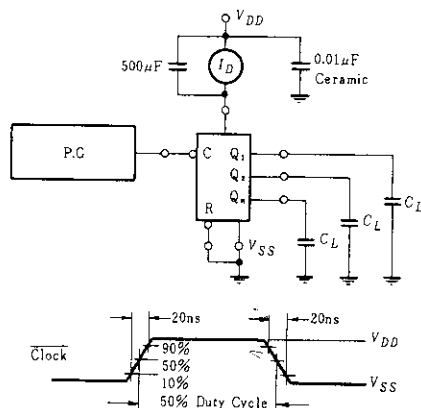 V_DD
500μF
I_D
0.01μF
Ceramic
P.G
C
Q₁
Q₂
Qₙ
R
C_L
C_L
C_L
V_SS
20ns
20ns
Clock
90%
50%
10%
50% Duty Cycle
V_DD
V_SS